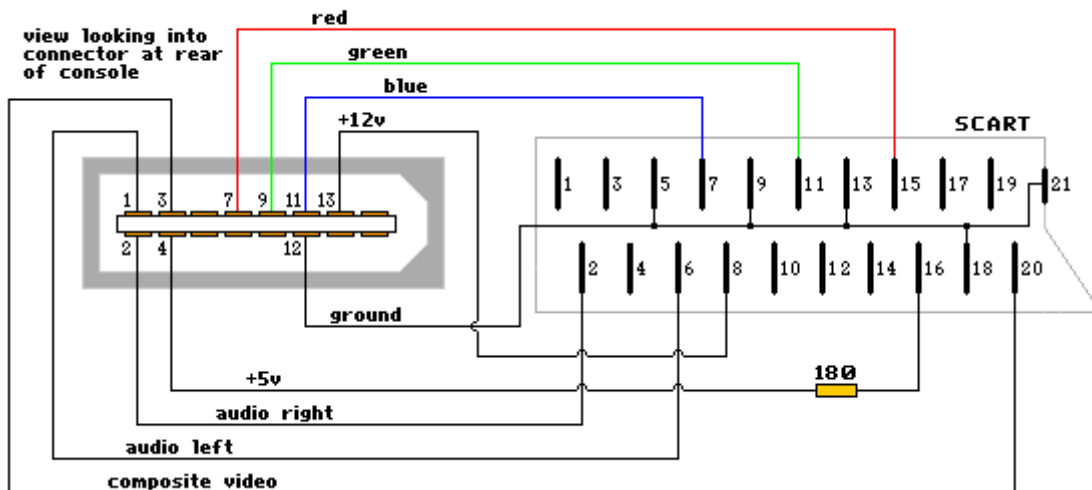 red
view looking into
connector at rear
of console
green
blue
+12v
SCART
1 3 7 9 11 13
2 4 12
1 3 5 7 9 11 13 15 17 19 21
2 4 6 8 10 12 14 16 18 20
ground
180
+5v
audio right
audio left
composite video